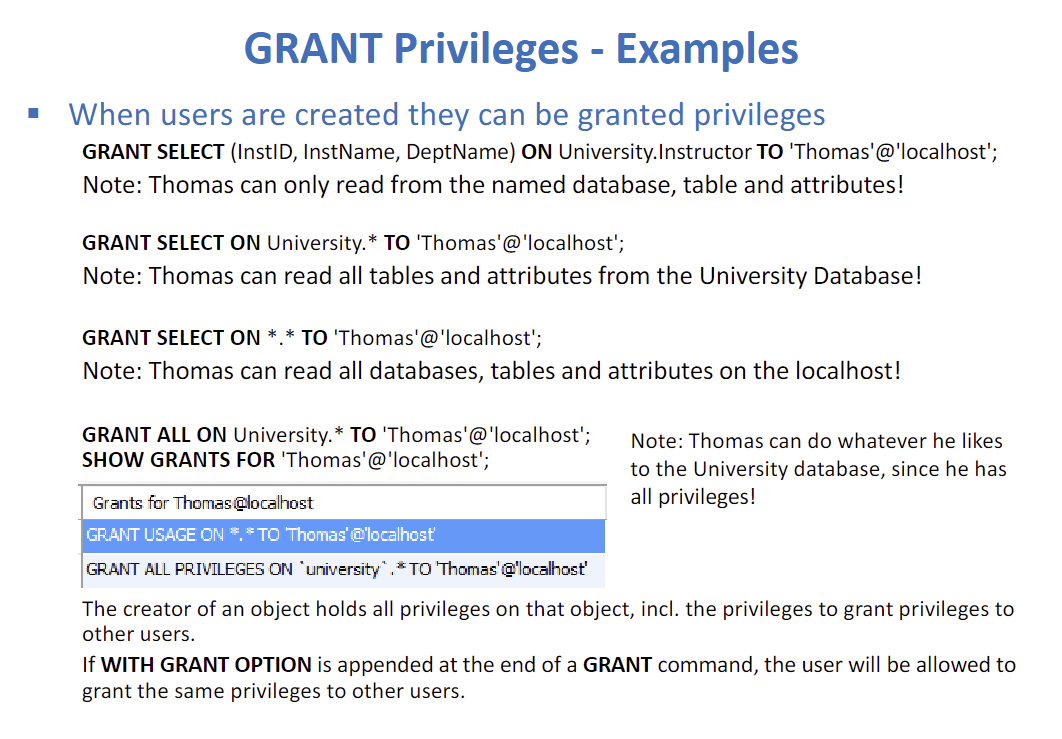 GRANT Privileges - Examples
▪ When users are created they can be granted privileges
GRANT SELECT (InstID, InstName, DeptName) ON University.Instructor TO 'Thomas'@'localhost';
Note: Thomas can only read from the named database, table and attributes!
GRANT SELECT ON University.* TO 'Thomas'@'localhost';
Note: Thomas can read all tables and attributes from the University Database!
GRANT SELECT ON *.* TO 'Thomas'@'localhost';
Note: Thomas can read all databases, tables and attributes on the localhost!
GRANT ALL ON University.* TO 'Thomas'@'localhost';
SHOW GRANTS FOR 'Thomas'@'localhost';
Note: Thomas can do whatever he likes
to the University database, since he has
all privileges!
Grants for Thomas@localhost
GRANT USAGE ON *.* TO 'Thomas'@'localhost'
GRANT ALL PRIVILEGES ON `university`.* TO 'Thomas'@'localhost'
The creator of an object holds all privileges on that object, incl. the privileges to grant privileges to
other users.
If WITH GRANT OPTION is appended at the end of a GRANT command, the user will be allowed to
grant the same privileges to other users.